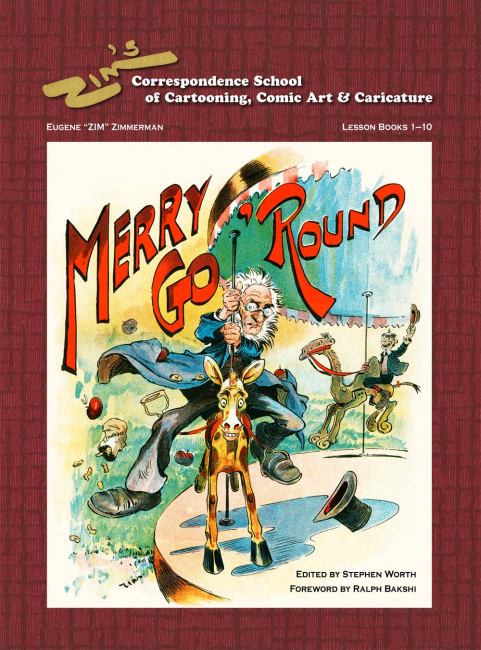 ZIM'S
Correspondence School
of Cartooning, Comic Art & Caricature
EUGENE "ZIM" ZIMMERMAN
LESSON BOOKS 1–10
MERRY
GO 'ROUND
ZIM
EDITED BY STEPHEN WORTH
FOREWORD BY RALPH BAKSHI